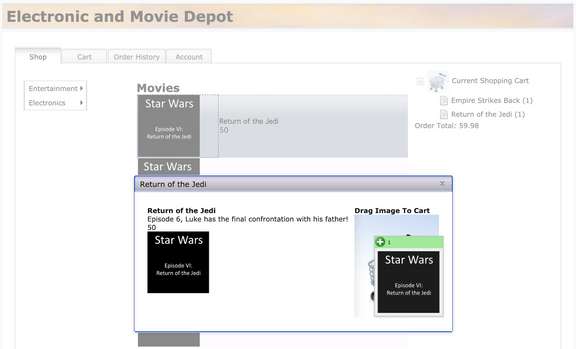 Electronic and Movie Depot
Shop
Cart
Order History
Account
Entertainment
Electronics
Movies
Star Wars
Episode VI:
Return of the Jedi
Return of the Jedi
50
Star Wars
Current Shopping Cart
Empire Strikes Back (1)
Return of the Jedi (1)
Order Total: 59.98
Return of the Jedi
x
Return of the Jedi
Episode 6, Luke has the final confrontation with his father!
50
Star Wars
Episode VI:
Return of the Jedi
Drag Image To Cart
1
Star Wars
Episode VI:
Return of the Jedi